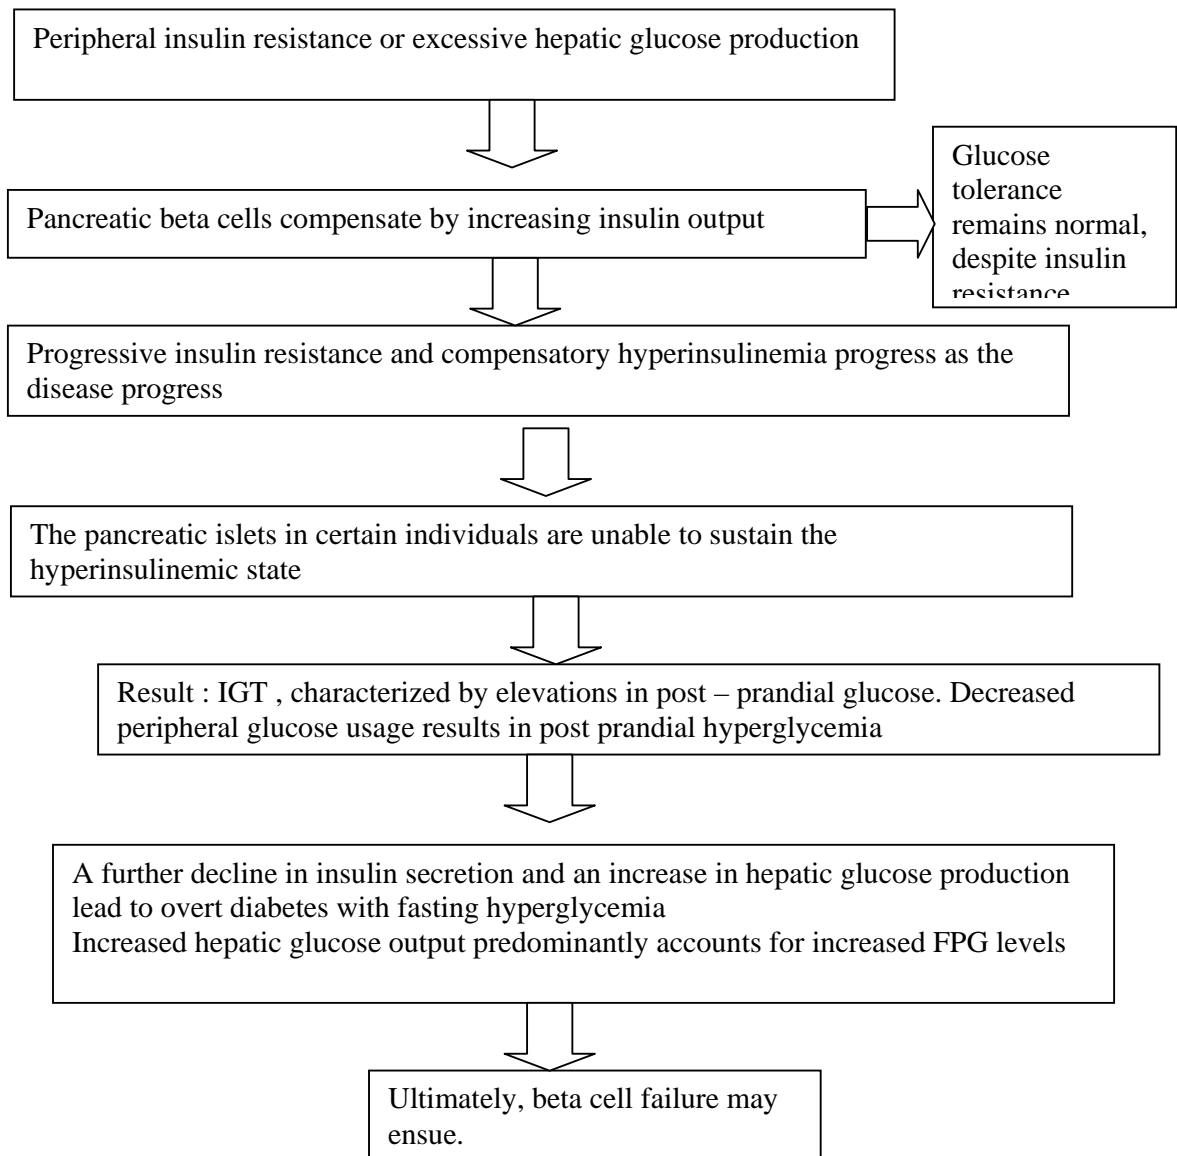 Peripheral insulin resistance or excessive hepatic glucose production
Glucose
tolerance
remains normal,
despite insulin
resistance
Pancreatic beta cells compensate by increasing insulin output
Progressive insulin resistance and compensatory hyperinsulinemia progress as the
disease progress
The pancreatic islets in certain individuals are unable to sustain the
hyperinsulinemic state
Result : IGT , characterized by elevations in post – prandial glucose. Decreased
peripheral glucose usage results in post prandial hyperglycemia
A further decline in insulin secretion and an increase in hepatic glucose production
lead to overt diabetes with fasting hyperglycemia
Increased hepatic glucose output predominantly accounts for increased FPG levels
Ultimately, beta cell failure may
ensue.